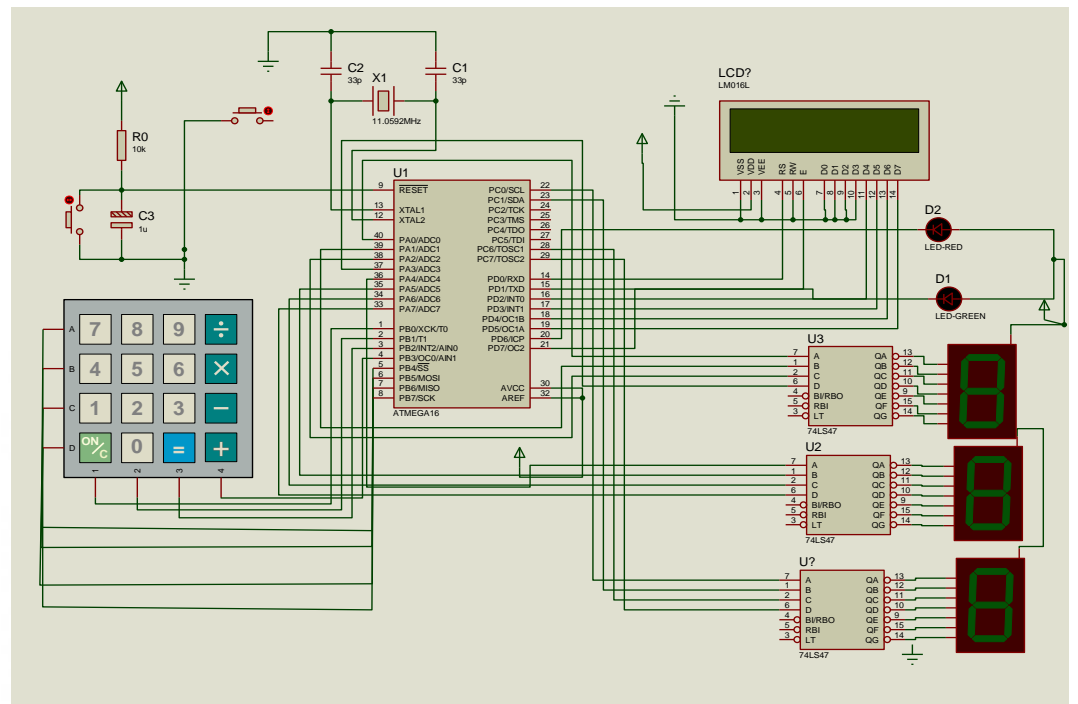 C2
33p
X1
11.0592MHz
C1
33p
R0
10k
C3
1u
LCD?
LM016L
VSS
VDD
VEE
RS
RW
E
D0
D1
D2
D3
D4
D5
D6
D7
1
2
3
4
5
6
7
8
9
10
11
12
13
14
D2
LED-RED
D1
LED-GREEN
U1
9 RESET PC0/SCL 22
PC1/SDA 23
13 XTAL1 PC2/TCK 24
12 XTAL2 PC3/TMS 25
PC4/TDO 26
40 PA0/ADC0 PC5/TDI 27
39 PA1/ADC1 PC6/TOSC1 28
38 PA2/ADC2 PC7/TOSC2 29
37 PA3/ADC3
36 PA4/ADC4 PD0/RXD 14
35 PA5/ADC5 PD1/TXD 15
34 PA6/ADC6 PD2/INT0 16
33 PA7/ADC7 PD3/INT1 17
PD4/OC1B 18
1 PB0/XCK/T0 PD5/OC1A 19
2 PB1/T1 PD6/ICP 20
3 PB2/INT2/AIN0 PD7/OC2 21
4 PB3/OC0/AIN1
5 PB4/SS
6 PB5/MOSI
7 PB6/MISO AVCC 30
8 PB7/SCK AREF 32
ATMEGA16
A 7 8 9 ÷
B 4 5 6 ×
C 1 2 3 −
D ON/C 0 = +
1 2 3 4
U3
7 A QA 13
1 B QB 12
2 C QC 11
6 D QD 10
4 BI/RBO QE 9
5 RBI QF 15
3 LT QG 14
74LS47
U2
7 A QA 13
1 B QB 12
2 C QC 11
6 D QD 10
4 BI/RBO QE 9
5 RBI QF 15
3 LT QG 14
74LS47
U?
7 A QA 13
1 B QB 12
2 C QC 11
6 D QD 10
4 BI/RBO QE 9
5 RBI QF 15
3 LT QG 14
74LS47